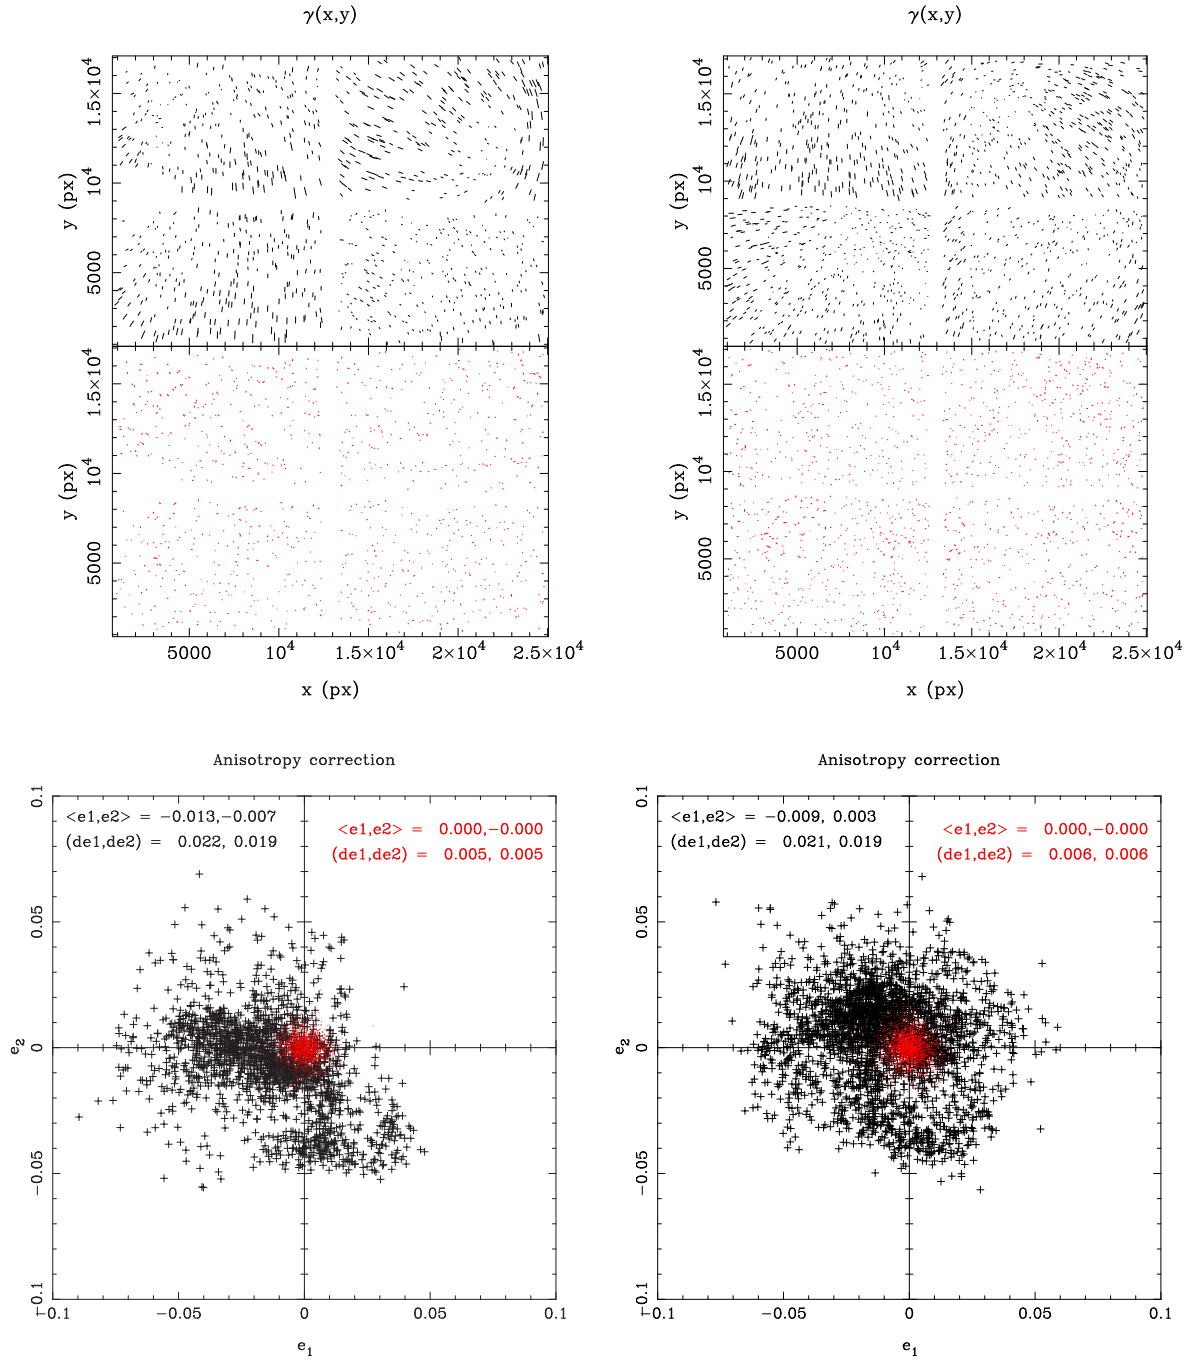 γ(x,y)
γ(x,y)
1.5×10⁴
10⁴
5000
y (px)
1.5×10⁴
10⁴
5000
y (px)
1.5×10⁴
10⁴
5000
y (px)
1.5×10⁴
10⁴
5000
y (px)
5000 10⁴ 1.5×10⁴ 2×10⁴ 2.5×10⁴
x (px)
5000 10⁴ 1.5×10⁴ 2×10⁴ 2.5×10⁴
x (px)
Anisotropy correction
<e1,e2> = −0.013,−0.007
(de1,de2) = 0.022, 0.019
<e1,e2> = 0.000,−0.000
(de1,de2) = 0.005, 0.005
0.1
0.05
0
−0.05
−0.1
e₂
−0.1 −0.05 0 0.05 0.1
e₁
Anisotropy correction
<e1,e2> = −0.009, 0.003
(de1,de2) = 0.021, 0.019
<e1,e2> = 0.000,−0.000
(de1,de2) = 0.006, 0.006
0.1
0.05
0
−0.05
−0.1
e₂
−0.1 −0.05 0 0.05 0.1
e₁